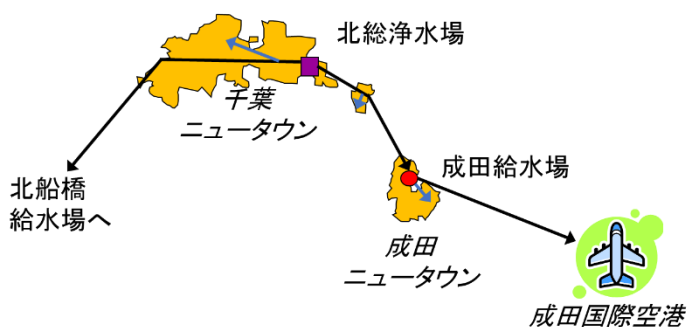 北総浄水場
千葉
ニュータウン
成田給水場
北船橋
給水場へ
成田
ニュータウン
成田国際空港